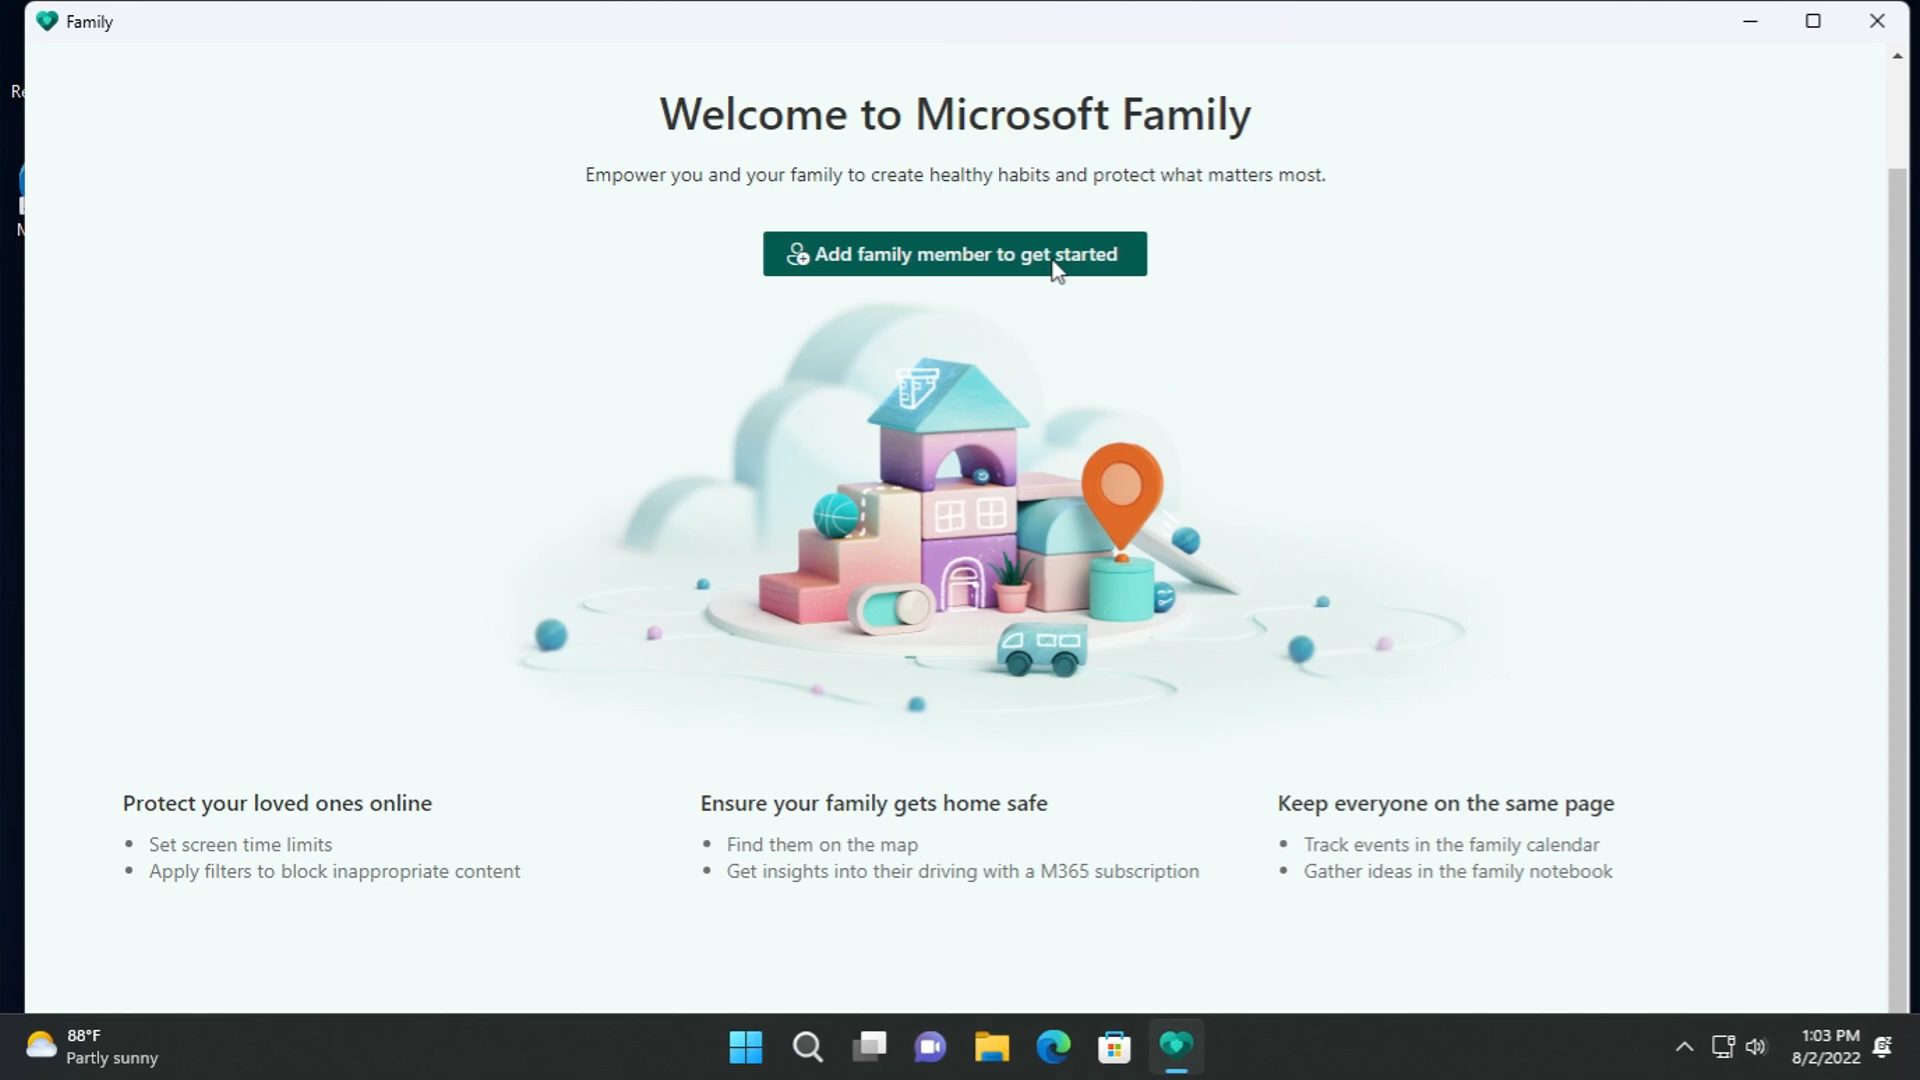 Family
Re
N
Welcome to Microsoft Family
Empower you and your family to create healthy habits and protect what matters most.
Add family member to get started
Protect your loved ones online
• Set screen time limits
• Apply filters to block inappropriate content
Ensure your family gets home safe
• Find them on the map
• Get insights into their driving with a M365 subscription
Keep everyone on the same page
• Track events in the family calendar
• Gather ideas in the family notebook
88°F
Partly sunny
1:03 PM
8/2/2022